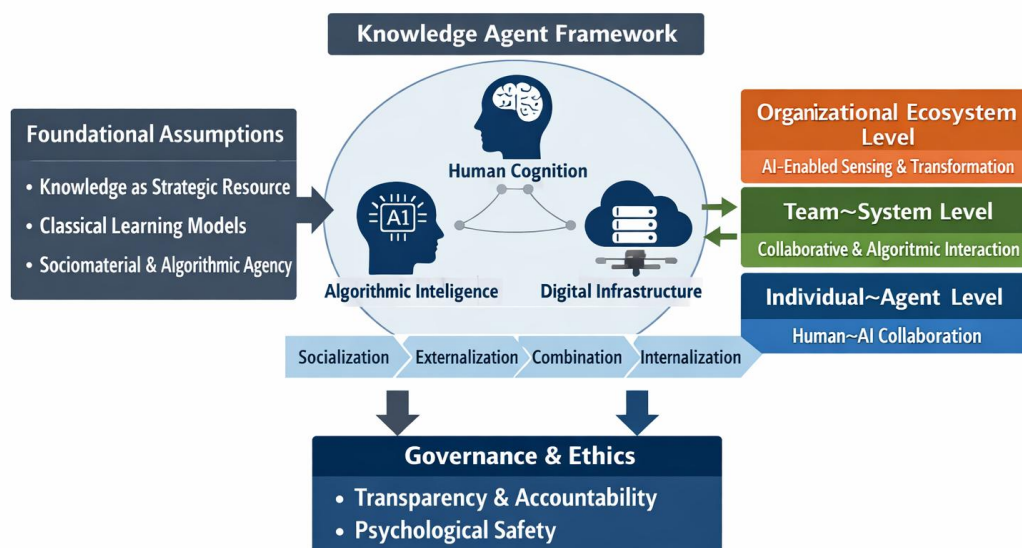 Knowledge Agent Framework
Foundational Assumptions
• Knowledge as Strategic Resource
• Classical Learning Models
• Sociomaterial & Algorithmic Agency
Human Cognition
AI
Algorithmic Inteligence
Digital Infrastructure
Organizational Ecosystem
Level
AI-Enabled Sensing & Transformation
Team~System Level
Collaborative & Algoritmic Interaction
Individual~Agent Level
Human~AI Collaboration
Socialization
Externalization
Combination
Internalization
Governance & Ethics
• Transparency & Accountability
• Psychological Safety